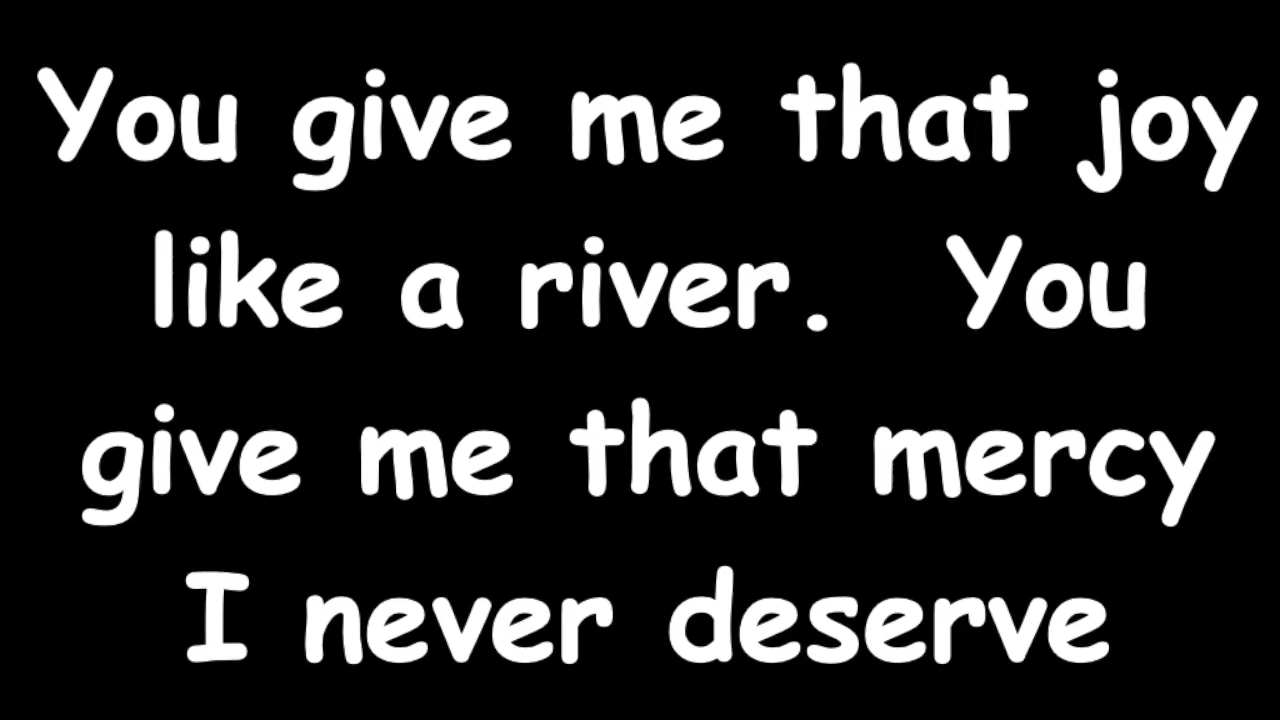 You give me that joy
like a river.  You
give me that mercy
I never deserve